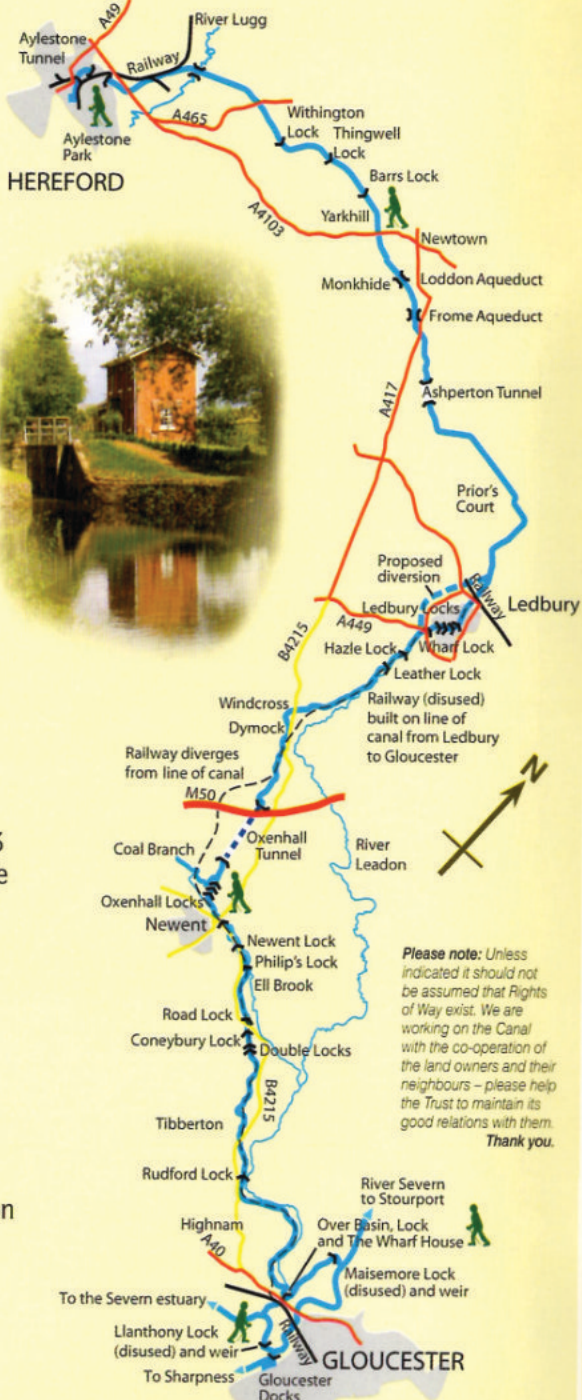 A49
River Lugg
Aylestone
Tunnel
Railway
Aylestone
Park
HEREFORD
A465
Withington
Lock
Thingwell
Lock
Barrs Lock
A4103
Yarkhill
Newtown
Monkhide
Loddon Aqueduct
Frome Aqueduct
A417
Ashperton Tunnel
Prior's
Court
Proposed
diversion
Railway
Ledbury
Ledbury Locks
A449
B4215
Hazle Lock
Wharf Lock
Leather Lock
Windcross
Dymock
Railway (disused)
built on line of
canal from Ledbury
to Gloucester
Railway diverges
from line of canal
N
M50
Coal Branch
Oxenhall
Tunnel
River
Leadon
Oxenhall Locks
Newent
Newent Lock
Philip's Lock
Ell Brook
Please note: Unless
indicated it should not
be assumed that Rights
of Way exist. We are
working on the Canal
with the co-operation of
the land owners and their
neighbours – please help
the Trust to maintain its
good relations with them.
Thank you.
Road Lock
Coneybury Lock
Double Locks
B4215
Tibberton
Rudford Lock
River Severn
to Stourport
Highnam
Over Basin, Lock
and The Wharf House
A40
Maisemore Lock
(disused) and weir
To the Severn estuary
Llanthony Lock
(disused) and weir
Railway
GLOUCESTER
To Sharpness
Gloucester
Docks